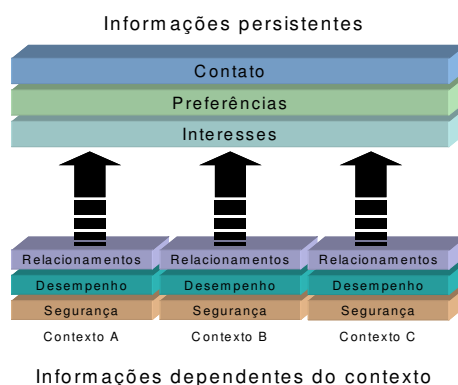 Informações persistentes
Contato
Preferências
Interesses
Relacionamentos Relacionamentos Relacionamentos
Desempenho Desempenho Desempenho
Segurança Segurança Segurança
Contexto A Contexto B Contexto C
Informações dependentes do contexto